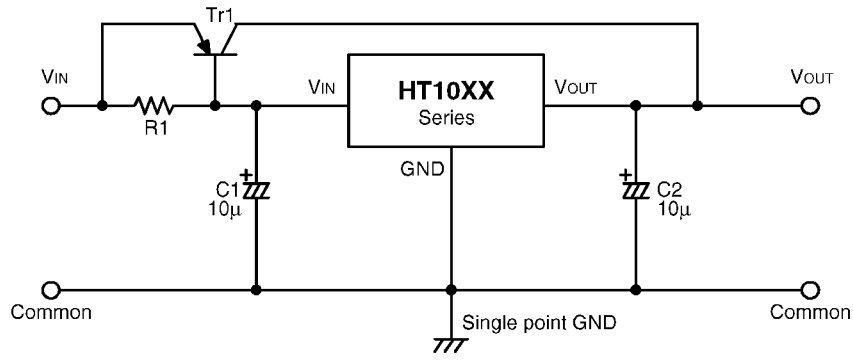 Tr1
VIN
R1
VIN
HT10XX
Series
VOUT
VOUT
GND
+
C1
10μ
+
C2
10μ
Common
Single point GND
Common